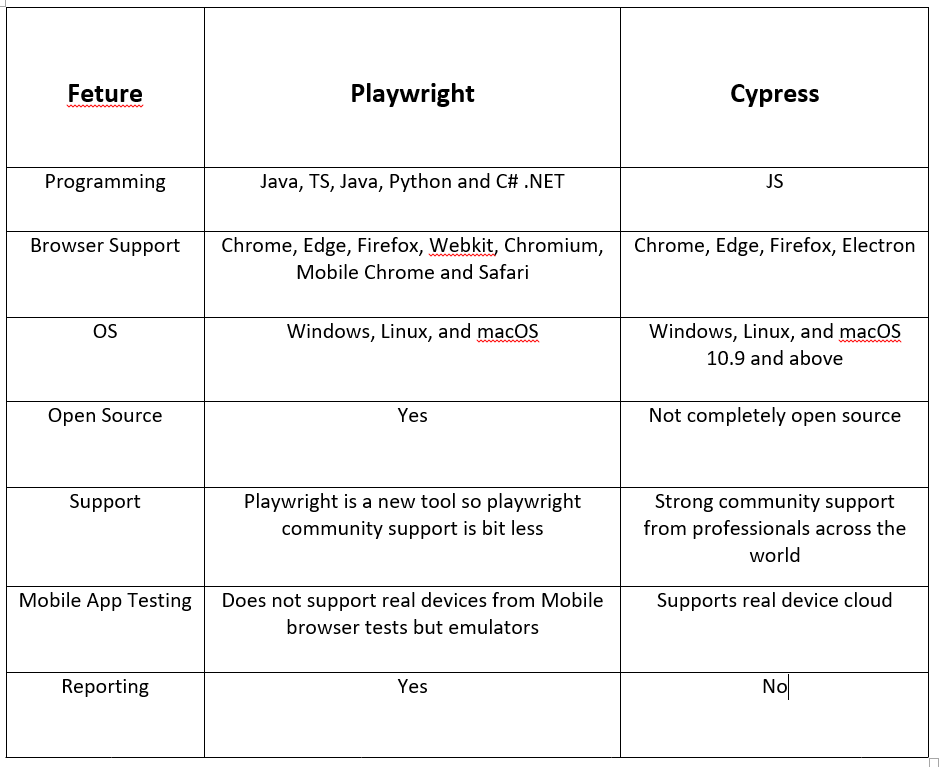 Feture
Playwright
Cypress
Programming
Java, TS, Java, Python and C# .NET
JS
Browser Support
Chrome, Edge, Firefox, Webkit, Chromium,
Mobile Chrome and Safari
Chrome, Edge, Firefox, Electron
OS
Windows, Linux, and macOS
Windows, Linux, and macOS
10.9 and above
Open Source
Yes
Not completely open source
Support
Playwright is a new tool so playwright
community support is bit less
Strong community support
from professionals across the
world
Mobile App Testing
Does not support real devices from Mobile
browser tests but emulators
Supports real device cloud
Reporting
Yes
No